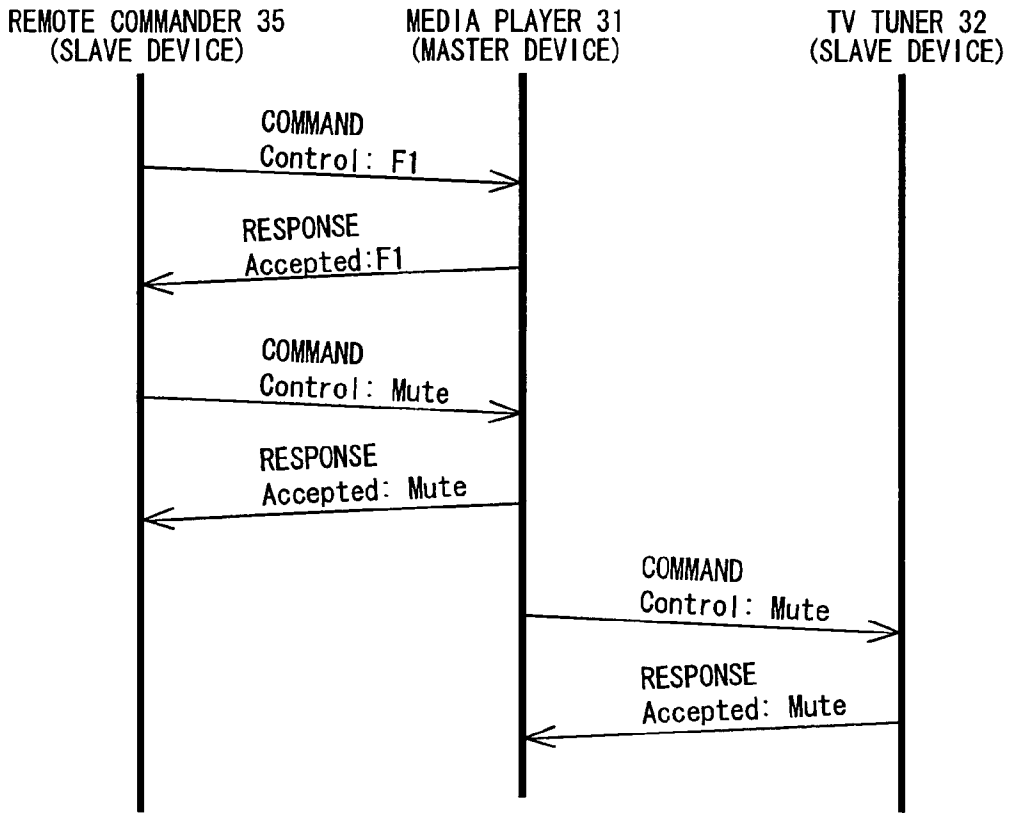 REMOTE COMMANDER 35
(SLAVE DEVICE)
MEDIA PLAYER 31
(MASTER DEVICE)
TV TUNER 32
(SLAVE DEVICE)
COMMAND
Control: F1
RESPONSE
Accepted:F1
COMMAND
Control: Mute
RESPONSE
Accepted: Mute
COMMAND
Control: Mute
RESPONSE
Accepted: Mute